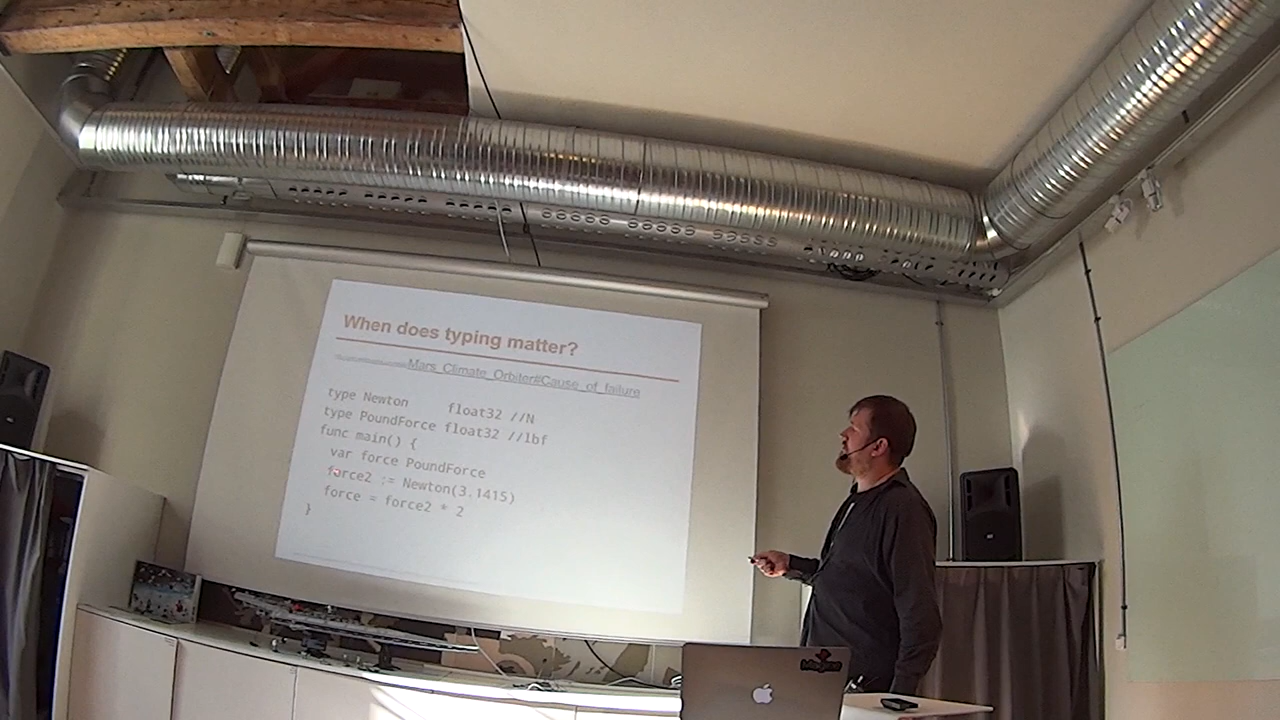 When does typing matter?
Mars_Climate_Orbiter#Cause_of_failure
type Newton     float32 //N
type PoundForce float32 //lbf
func main() {
var force PoundForce
force2 := Newton(3.1415)
force = force2 * 2
}